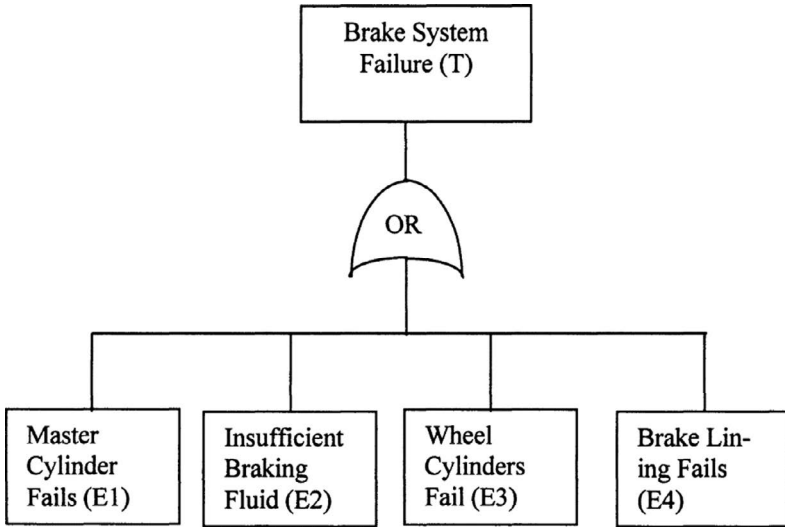 Brake System
Failure (T)
OR
Master
Cylinder
Fails (E1)
Insufficient
Braking
Fluid (E2)
Wheel
Cylinders
Fail (E3)
Brake Lin-
ing Fails
(E4)